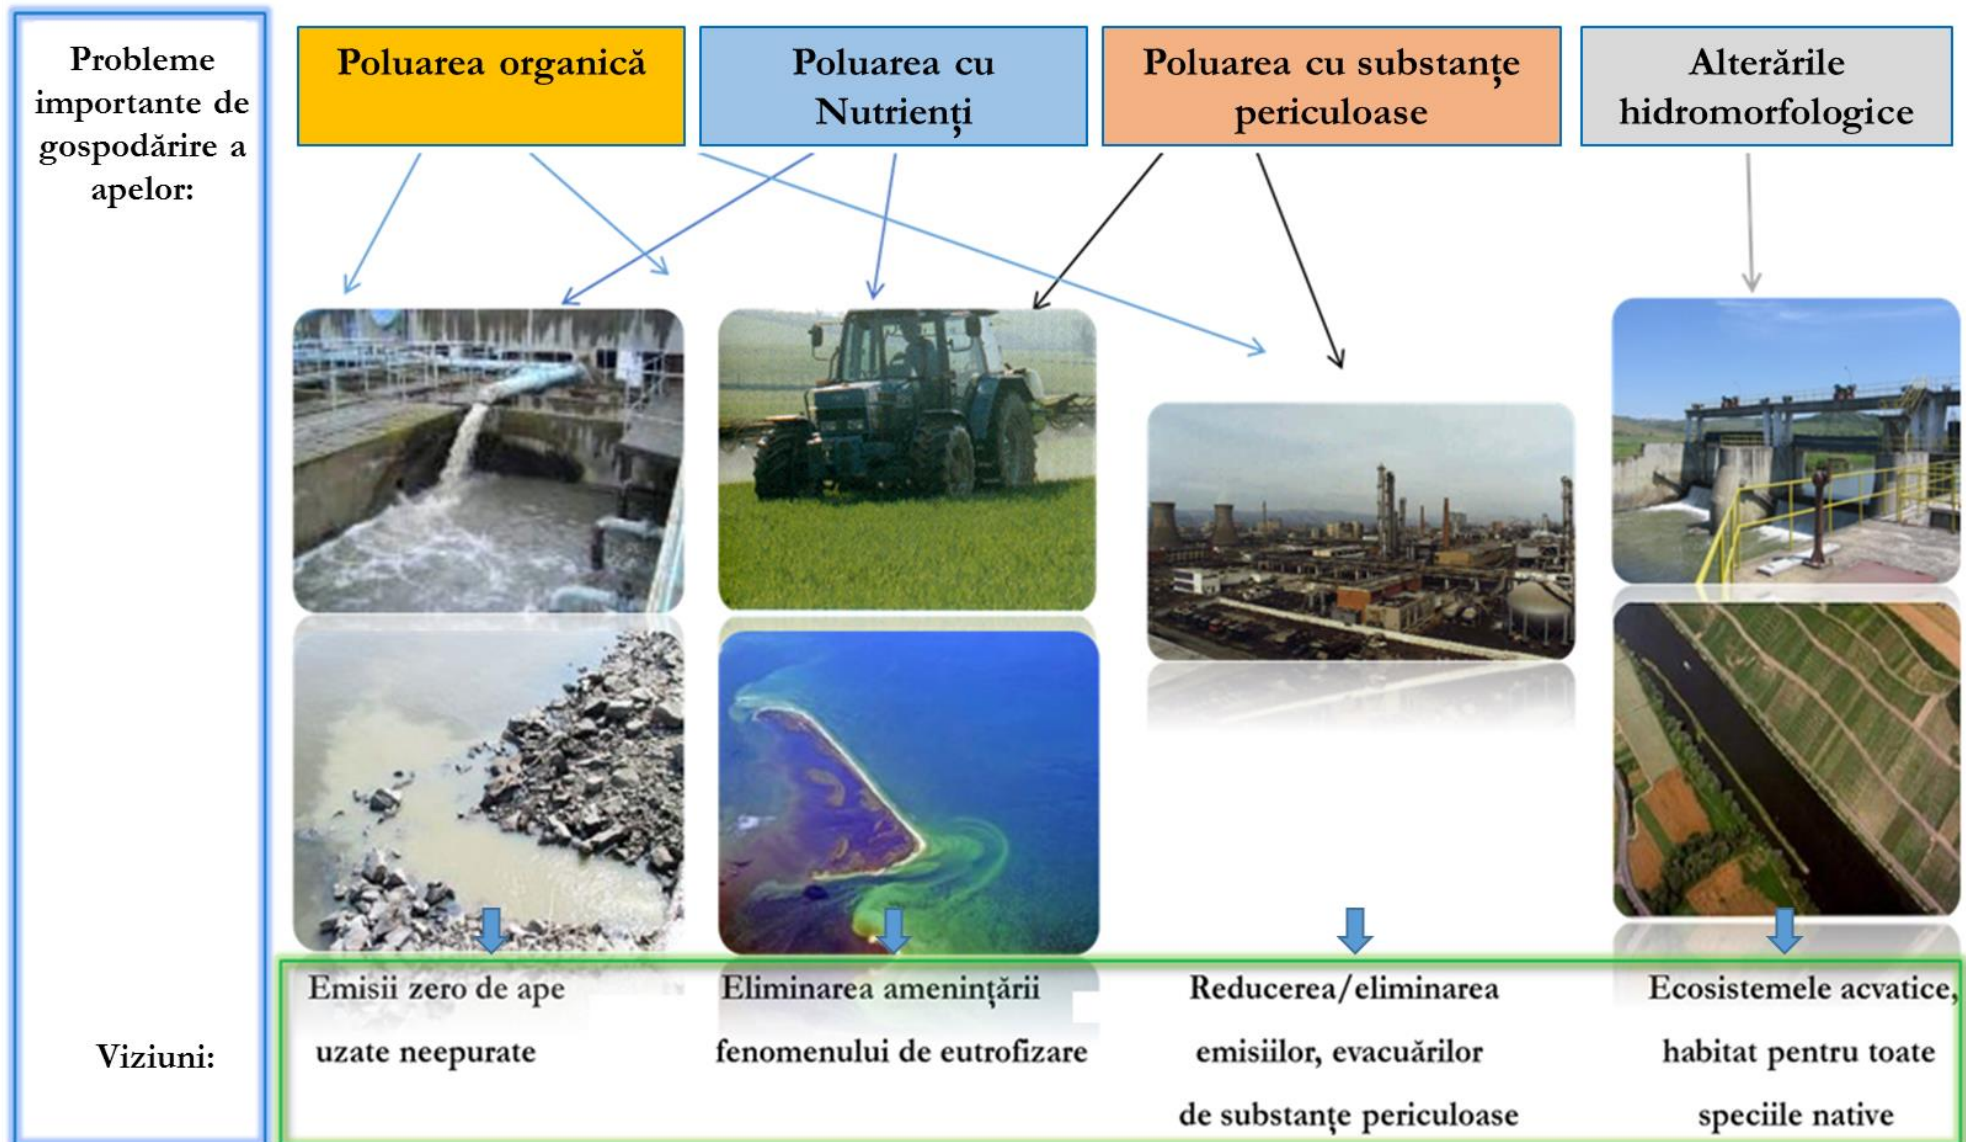 Probleme
importante de
gospodărire a
apelor:
Poluarea organică
Poluarea cu
Nutrienți
Poluarea cu substanțe
periculoase
Alterările
hidromorfologice
Viziuni:
Emisii zero de ape
uzate neepurate
Eliminarea amenințării
fenomenului de eutrofizare
Reducerea/eliminarea
emisiilor, evacuărilor
de substanțe periculoase
Ecosistemele acvatice,
habitat pentru toate
speciile native